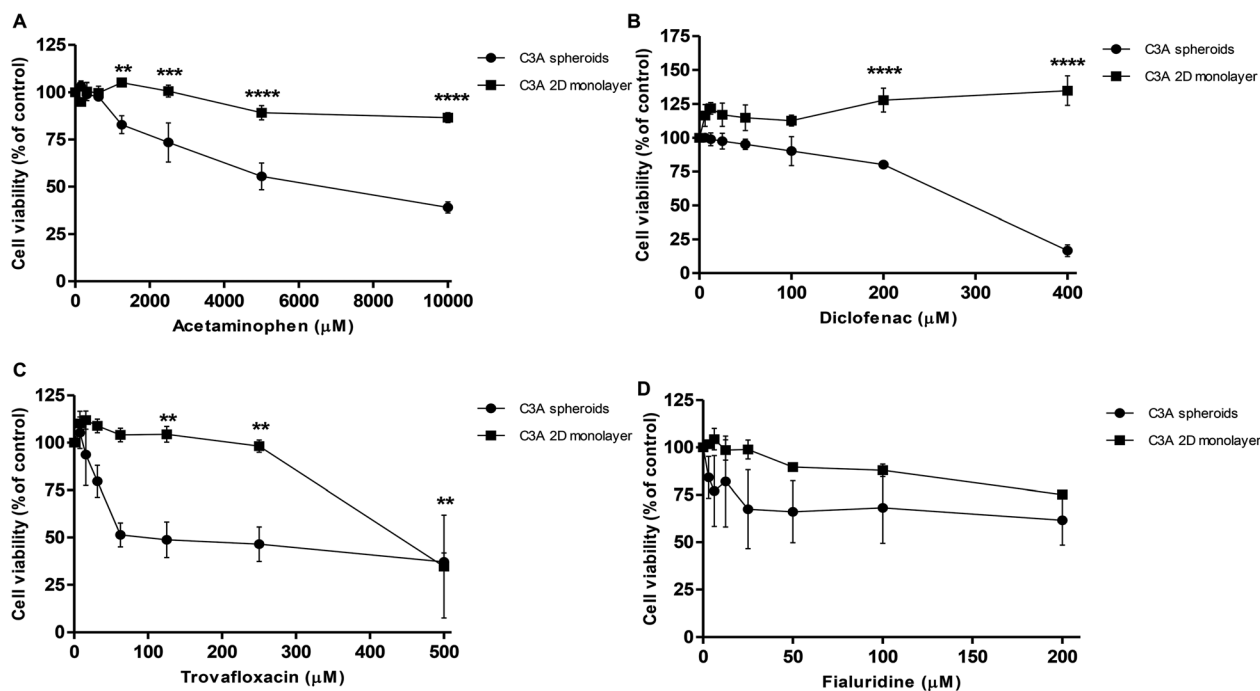 A
C3A spheroids
C3A 2D monolayer
Cell viability (% of control)
125
100
75
50
25
0
**
***
****
****
0
2000
4000
6000
8000
10000
Acetaminophen (μM)
B
C3A spheroids
C3A 2D monolayer
Cell viability (% of control)
175
150
125
100
75
50
25
0
****
****
0
100
200
300
400
Diclofenac (μM)
C
C3A spheroids
C3A 2D monolayer
Cell viability (% of control)
125
100
75
50
25
0
**
**
**
0
100
200
300
400
500
Trovafloxacin (μM)
D
C3A spheroids
C3A 2D monolayer
Cell viability (% of control)
125
100
75
50
25
0
0
50
100
150
200
Fialuridine (μM)